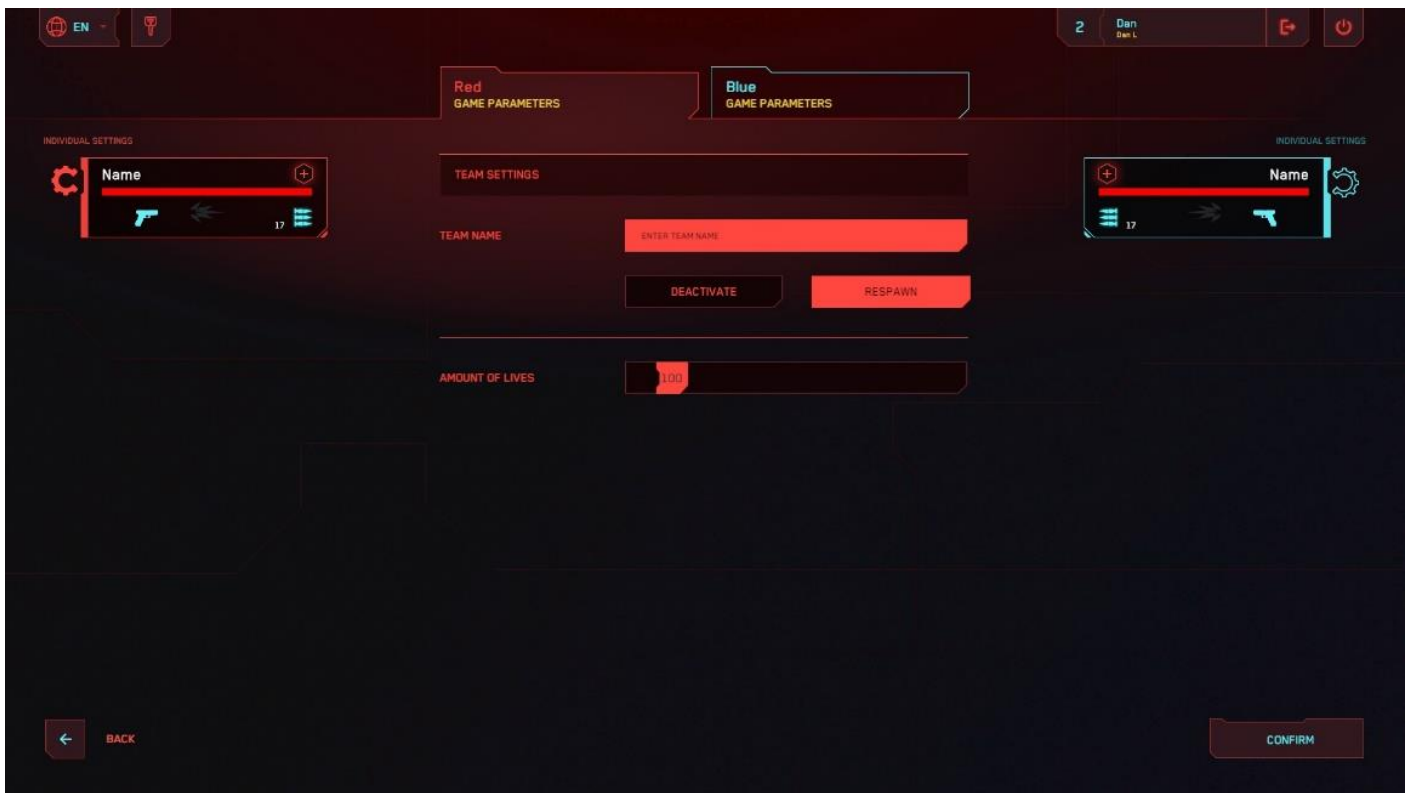 EN
2
Dan
Dan L
Red
GAME PARAMETERS
Blue
GAME PARAMETERS
INDIVIDUAL SETTINGS
INDIVIDUAL SETTINGS
Name
17
TEAM SETTINGS
Name
17
TEAM NAME
ENTER TEAM NAME
DEACTIVATE
RESPAWN
AMOUNT OF LIVES
100
BACK
CONFIRM